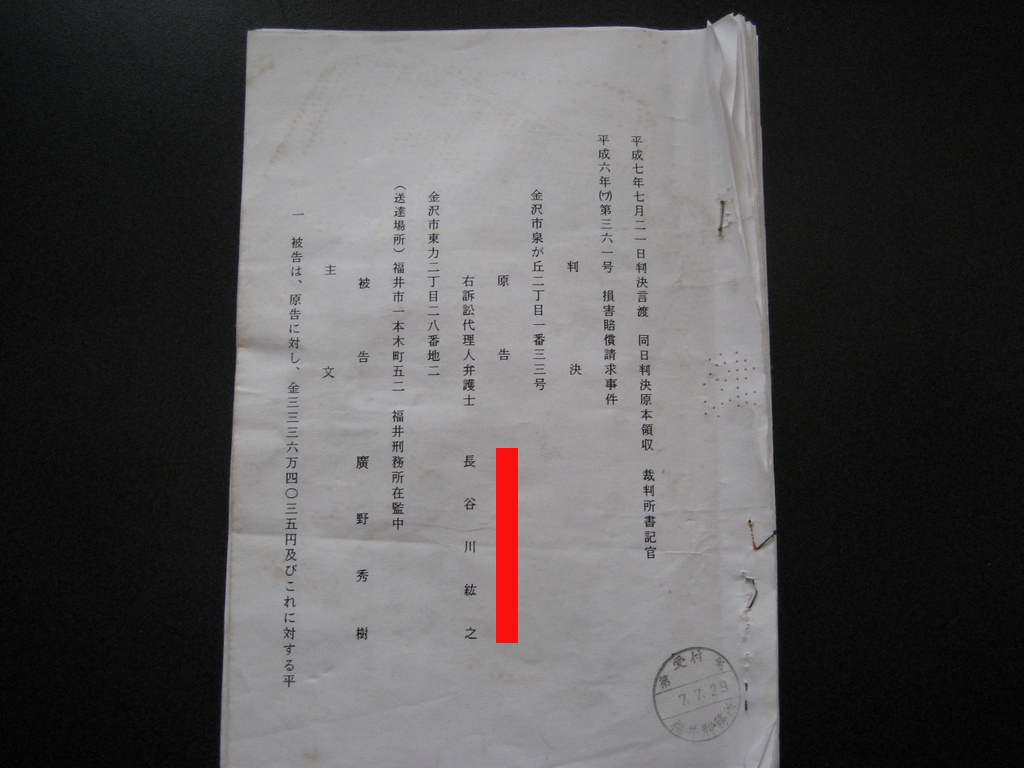 平成七年七月二一日判決言渡　同日判決原本領収　裁判所書記官
平成六年(ワ)第三六一号　損害賠償請求事件
判決
金沢市泉が丘二丁目一番三三号
原告
右訴訟代理人弁護士　長谷川紘之
金沢市東力二丁目二八番地二
（送達場所）福井市一本木町五二　福井刑務所在監中
被告　廣野秀樹
主文
一　被告は、原告に対し、金三三三六万四〇三五円及びこれに対する平
受付
第
7.7.29